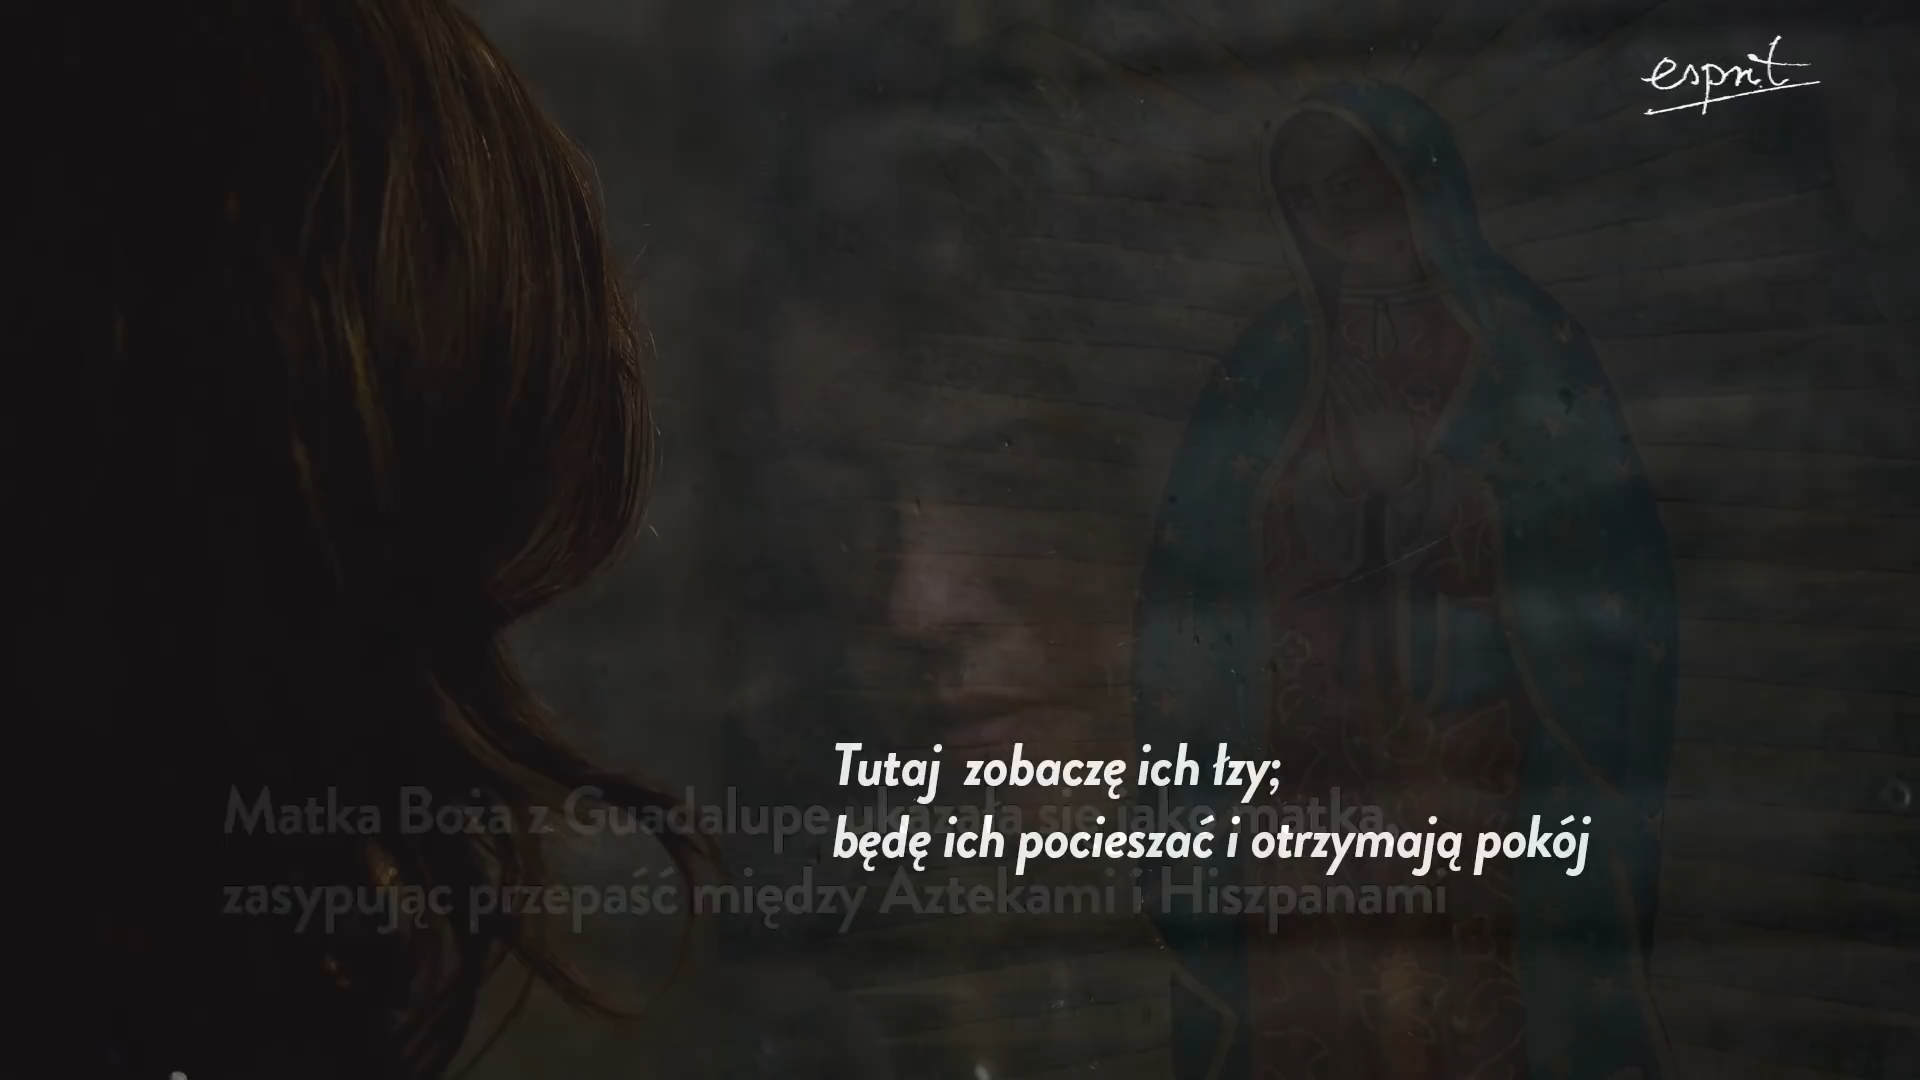 esprit
Tutaj zobaczę ich łzy;
będę ich pocieszać i otrzymają pokój
Matka Boża z Guadalupe ukazała się jako matka,
zasypując przepaść między Aztekami i Hiszpanami